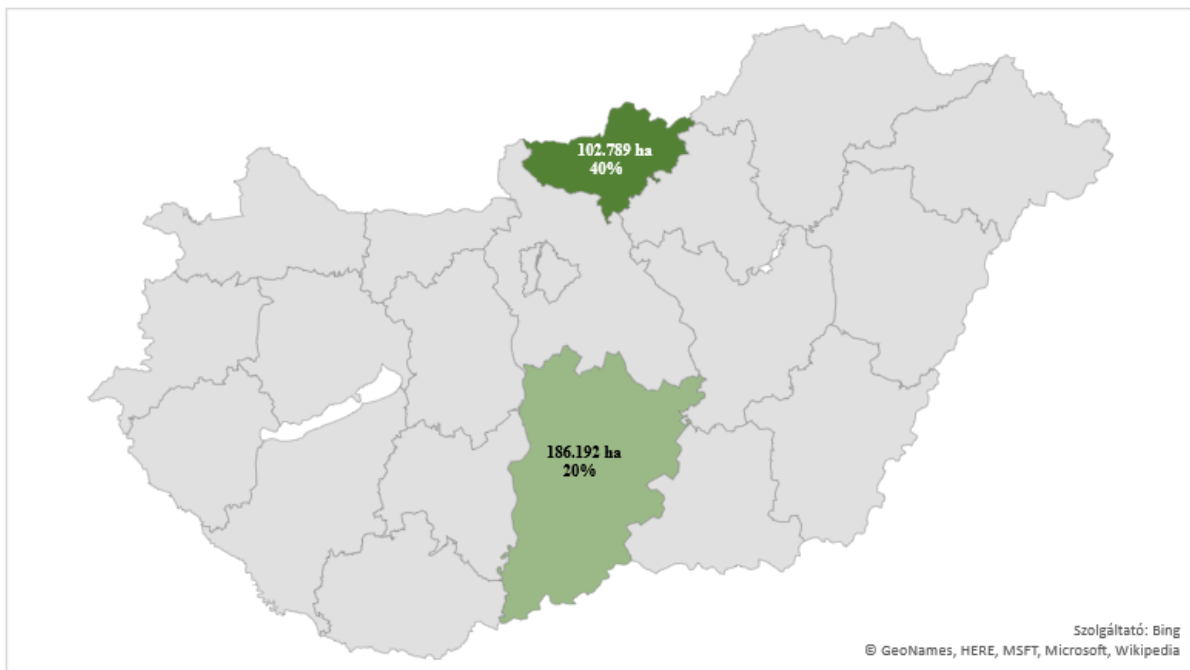 102.789 ha
40%
186.192 ha
20%
Szolgáltató: Bing
© GeoNames, HERE, MSFT, Microsoft, Wikipedia